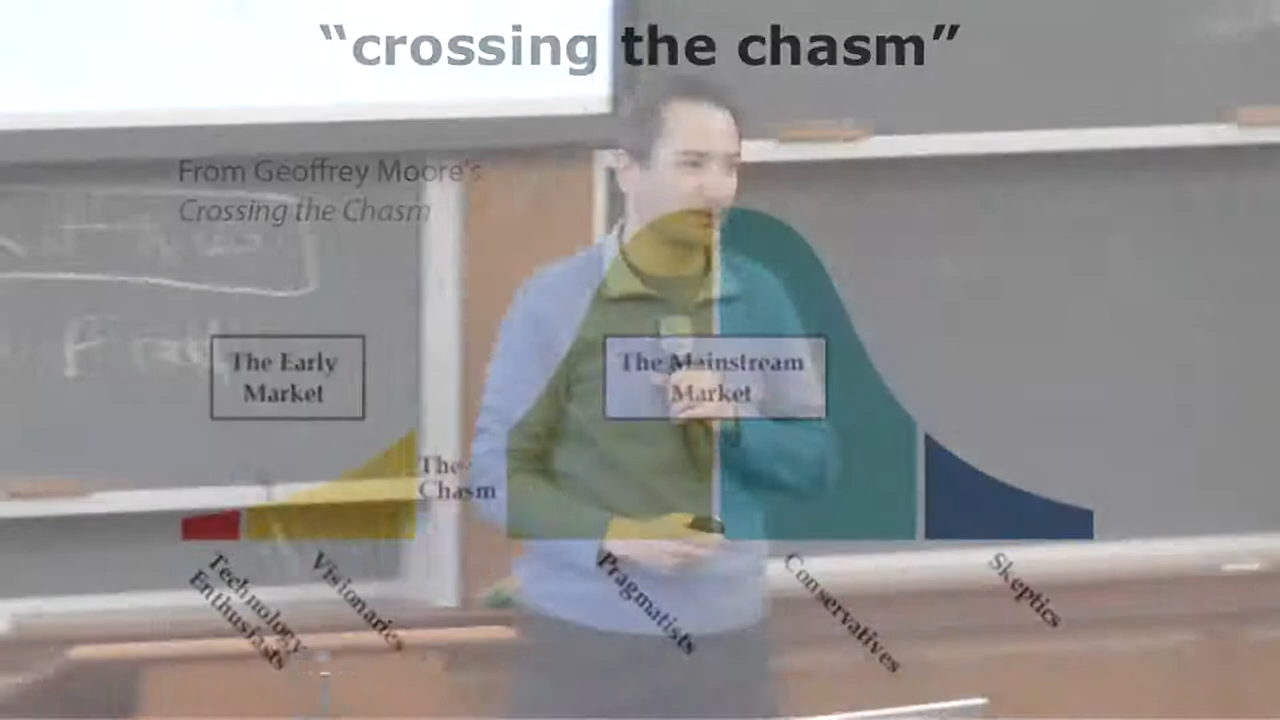 “crossing the chasm”
From Geoffrey Moore's
Crossing the Chasm
The Early
Market
The Mainstream
Market
The
Chasm
Technology
Enthusiasts
Visionaries
Pragmatists
Conservatives
Skeptics